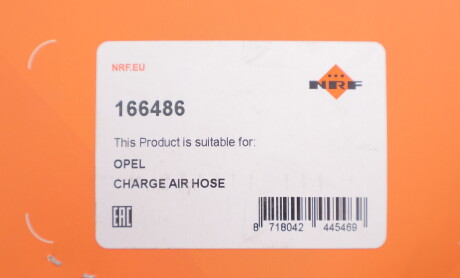 NRF.EU
NRF
166486
This Product is suitable for:
OPEL
CHARGE AIR HOSE
EAC
8 718042 445469